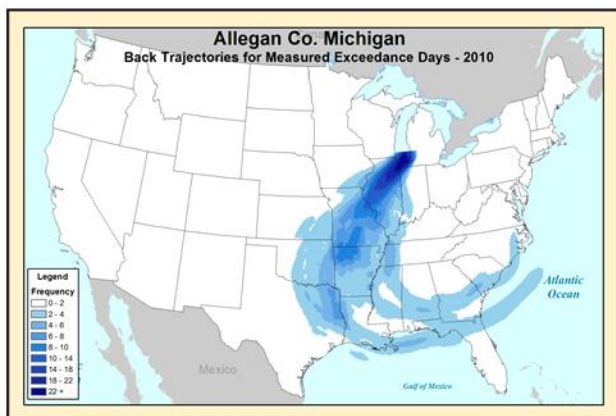 Allegan Co. Michigan
Back Trajectories for Measured Exceedance Days - 2010
Legend
Frequency
0 - 2
2 - 4
4 - 6
6 - 8
8 - 10
10 - 14
14 - 18
18 - 22
22 +
Atlantic
Ocean
Mexico
Gulf of Mexico